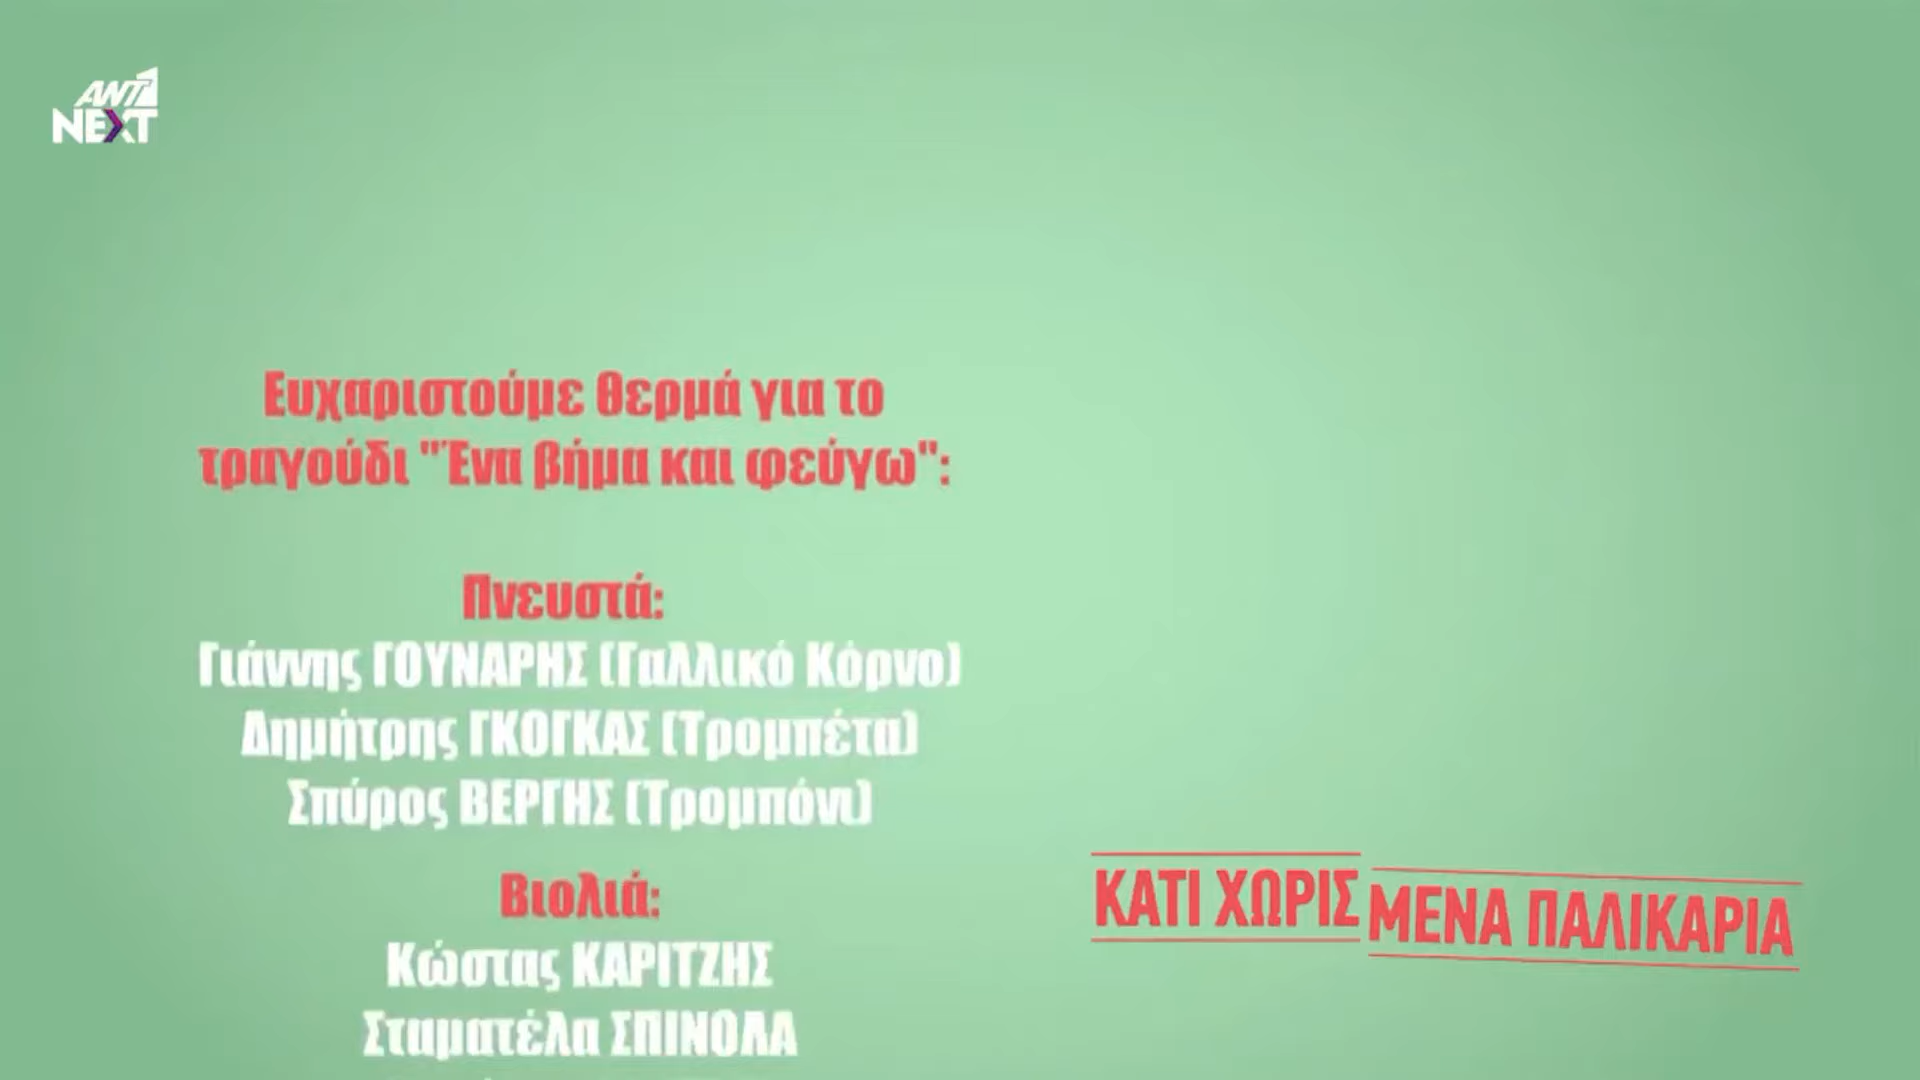 ANT1
NEXT
Ευχαριστούμε θερμά για το
τραγούδι "Ένα βήμα και φεύγω":
Πνευστά:
Γιάννης ΓΟΥΝΑΡΗΣ (Γαλλικό Κόρνο)
Δημήτρης ΓΚΟΓΚΑΣ (Τρομπέτα)
Σπύρος ΒΕΡΓΗΣ (Τρομπόνι)
Βιολιά:
Κώστας ΚΑΡΙΤΖΗΣ
Σταματέλα ΣΠΙΝΟΛΑ
ΚΑΤΙ ΧΩΡΙΣ ΜΕΝΑ ΠΑΛΙΚΑΡΙΑ